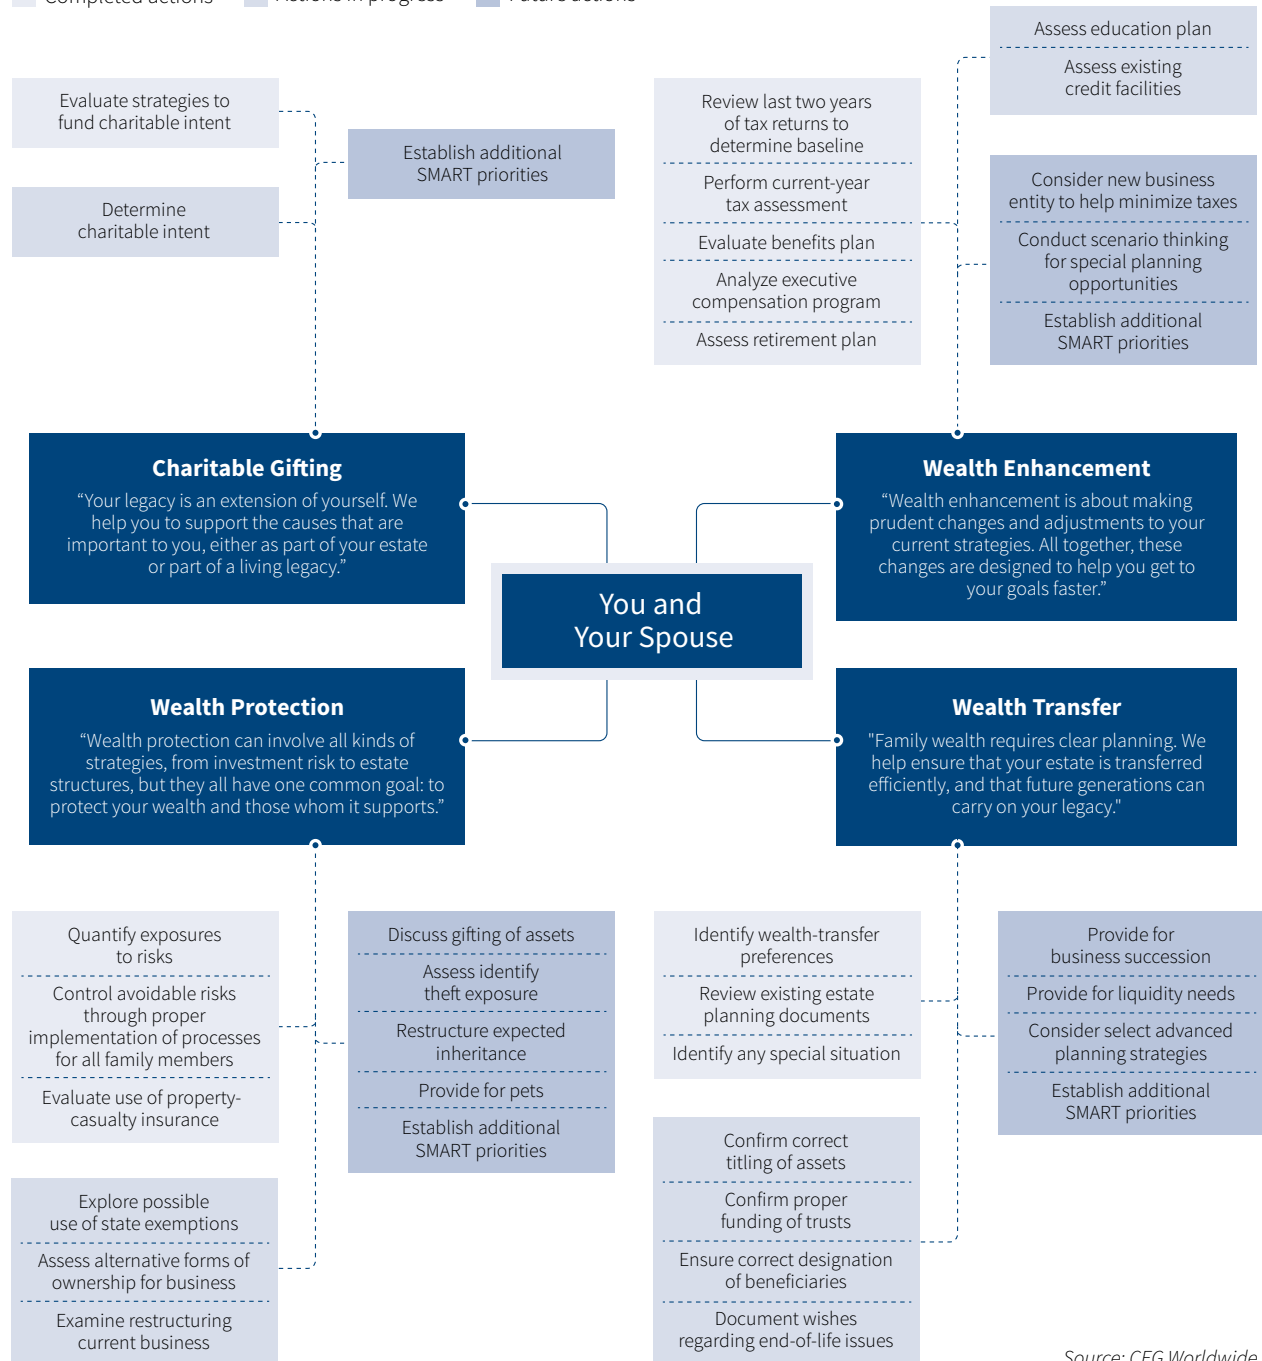 Completed actions
Actions in progress
Future actions
Evaluate strategies to
fund charitable intent
Determine
charitable intent
Establish additional
SMART priorities
Review last two years
of tax returns to
determine baseline
Perform current-year
tax assessment
Evaluate benefits plan
Analyze executive
compensation program
Assess retirement plan
Assess education plan
Assess existing
credit facilities
Consider new business
entity to help minimize taxes
Conduct scenario thinking
for special planning
opportunities
Establish additional
SMART priorities
Charitable Gifting
“Your legacy is an extension of yourself. We
help you to support the causes that are
important to you, either as part of your estate
or part of a living legacy.”
Wealth Enhancement
“Wealth enhancement is about making
prudent changes and adjustments to your
current strategies. All together, these
changes are designed to help you get to
your goals faster.”
You and
Your Spouse
Wealth Protection
“Wealth protection can involve all kinds of
strategies, from investment risk to estate
structures, but they all have one common goal: to
protect your wealth and those whom it supports.”
Wealth Transfer
"Family wealth requires clear planning. We
help ensure that your estate is transferred
efficiently, and that future generations can
carry on your legacy."
Quantify exposures
to risks
Control avoidable risks
through proper
implementation of processes
for all family members
Evaluate use of property-
casualty insurance
Explore possible
use of state exemptions
Assess alternative forms of
ownership for business
Examine restructuring
current business
Discuss gifting of assets
Assess identify
theft exposure
Restructure expected
inheritance
Provide for pets
Establish additional
SMART priorities
Identify wealth-transfer
preferences
Review existing estate
planning documents
Identify any special situation
Confirm correct
titling of assets
Confirm proper
funding of trusts
Ensure correct designation
of beneficiaries
Document wishes
regarding end-of-life issues
Provide for
business succession
Provide for liquidity needs
Consider select advanced
planning strategies
Establish additional
SMART priorities
Source: CEG Worldwide